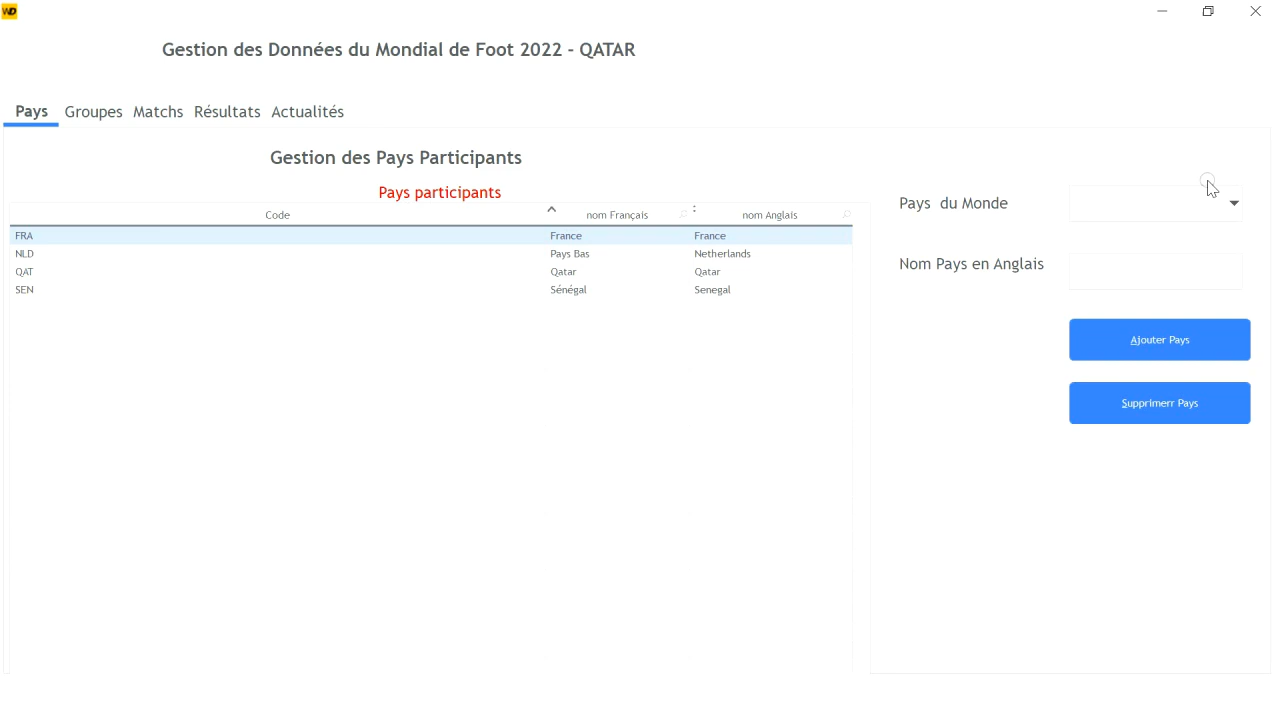 WD
Gestion des Données du Mondial de Foot 2022 - QATAR
Pays Groupes Matchs Résultats Actualités
Gestion des Pays Participants
Pays participants
Code nom Français nom Anglais
FRA France France
NLD Pays Bas Netherlands
QAT Qatar Qatar
SEN Sénégal Senegal
Pays du Monde
Nom Pays en Anglais
Ajouter Pays
Supprimerr Pays